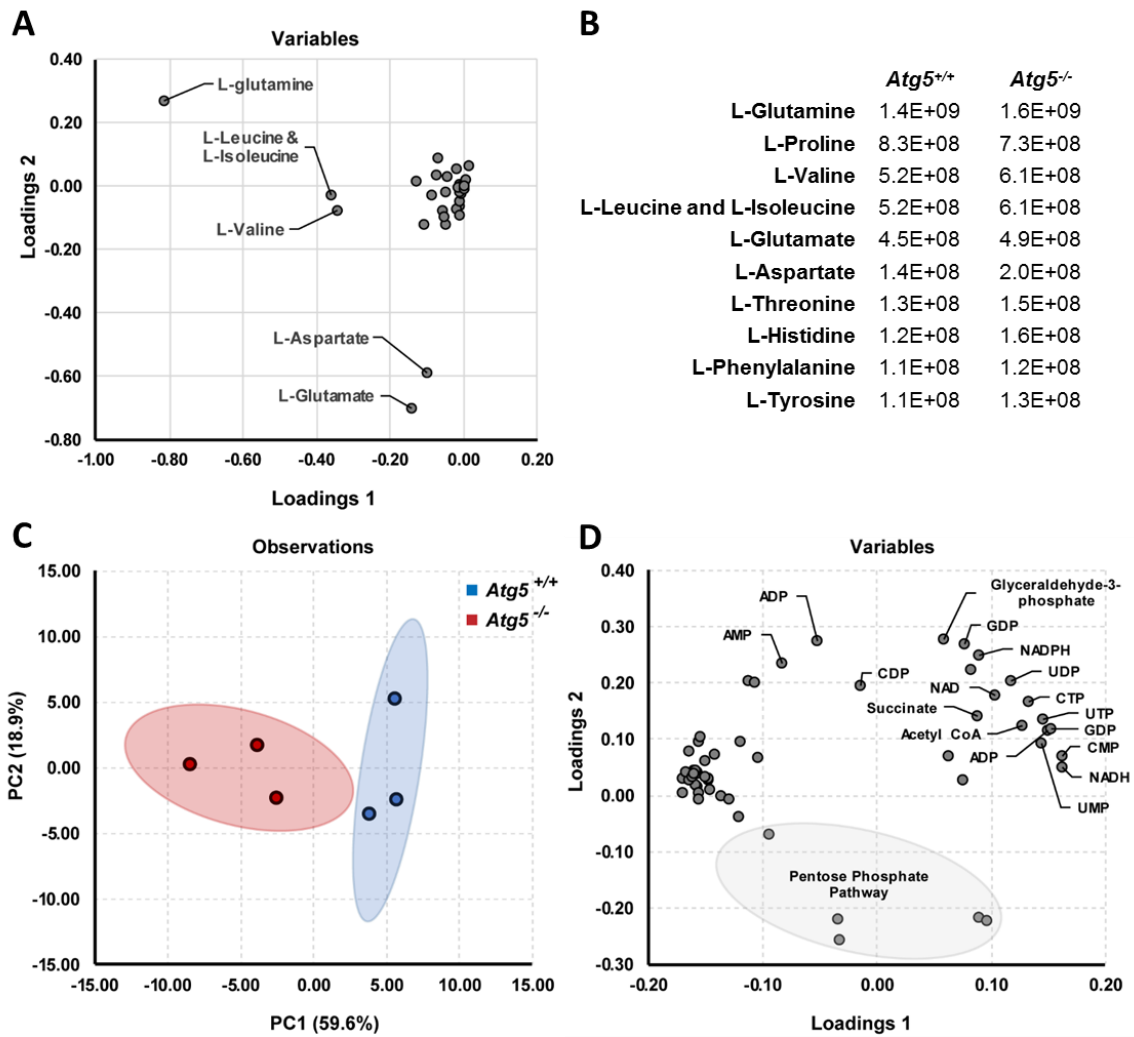 A
Variables
0.40
0.20
0.00
-0.20
-0.40
-0.60
-0.80
Loadings 2
L-glutamine
L-Leucine &
L-Isoleucine
L-Valine
L-Aspartate
L-Glutamate
-1.00 -0.80 -0.60 -0.40 -0.20 0.00 0.20
Loadings 1
B
Atg5+/+ Atg5-/-
L-Glutamine 1.4E+09 1.6E+09
L-Proline 8.3E+08 7.3E+08
L-Valine 5.2E+08 6.1E+08
L-Leucine and L-Isoleucine 5.2E+08 6.1E+08
L-Glutamate 4.5E+08 4.9E+08
L-Aspartate 1.4E+08 2.0E+08
L-Threonine 1.3E+08 1.5E+08
L-Histidine 1.2E+08 1.6E+08
L-Phenylalanine 1.1E+08 1.2E+08
L-Tyrosine 1.1E+08 1.3E+08
C
Observations
15.00
10.00
5.00
0.00
-5.00
-10.00
-15.00
PC2 (18.9%)
Atg5 +/+
Atg5 -/-
-15.00 -10.00 -5.00 0.00 5.00 10.00 15.00
PC1 (59.6%)
D
Variables
0.40
0.30
0.20
0.10
0.00
-0.10
-0.20
-0.30
Loadings 2
Glyceraldehyde-3-
phosphate
ADP
GDP
AMP
NADPH
CDP
UDP
NAD
CTP
Succinate
UTP
Acetyl CoA
GDP
ADP
CMP
NADH
UMP
Pentose Phosphate
Pathway
-0.20 -0.10 0.00 0.10 0.20
Loadings 1